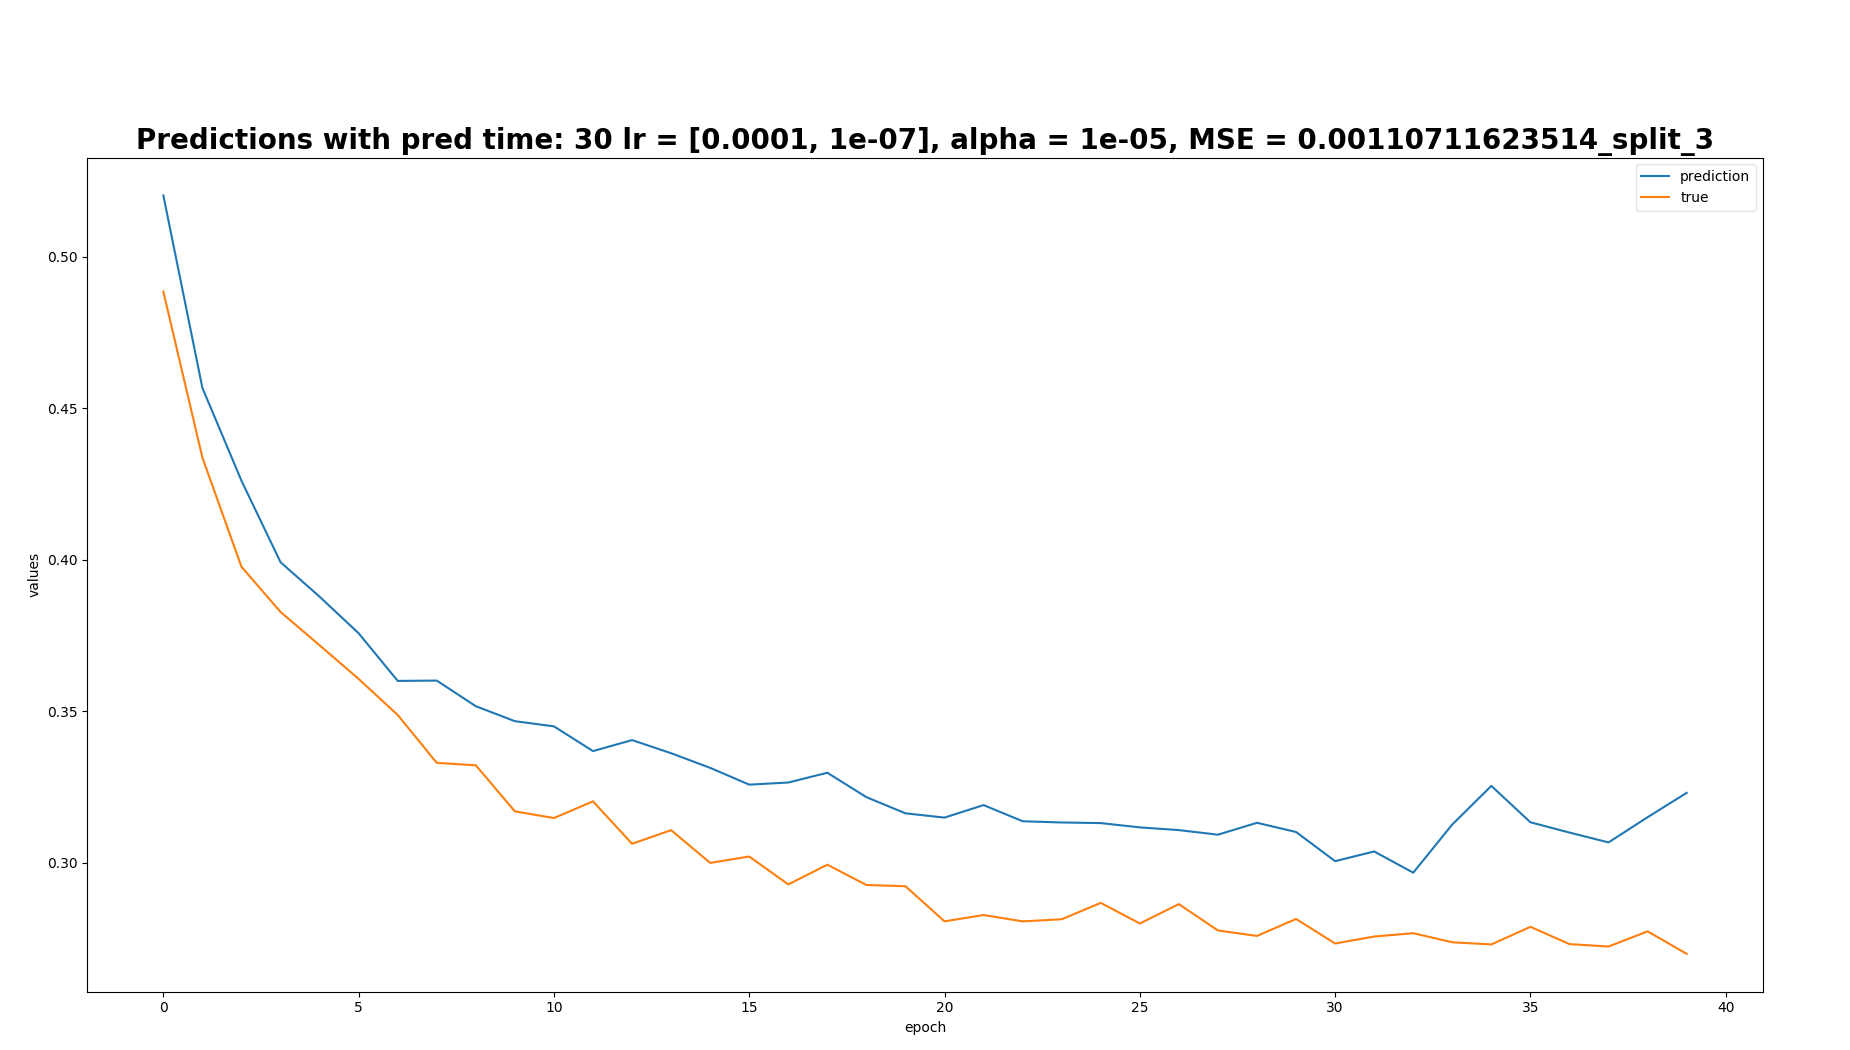 Predictions with pred time: 30 lr = [0.0001, 1e-07], alpha = 1e-05, MSE = 0.00110711623514_split_3
prediction
true
0.50
0.45
0.40
0.35
0.30
values
0 5 10 15 20 25 30 35 40
epoch